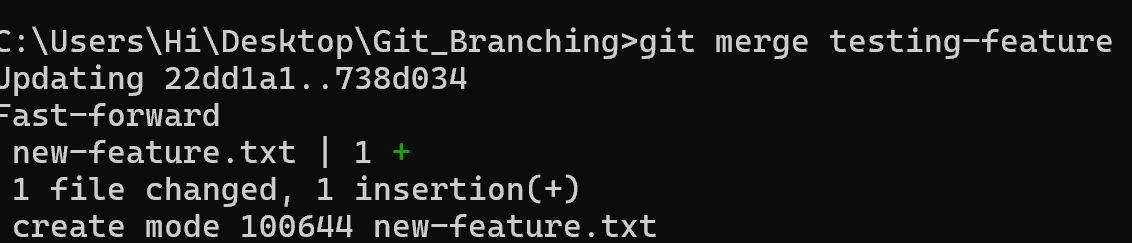 C:\Users\Hi\Desktop\Git_Branching>git merge testing-feature
Updating 22dd1a1..738d034
Fast-forward
new-feature.txt | 1 +
1 file changed, 1 insertion(+)
create mode 100644 new-feature.txt